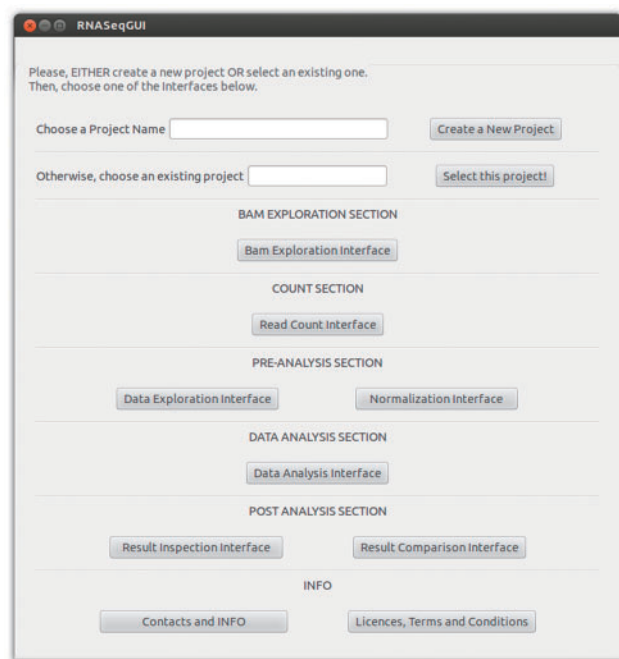 RNASeqGUI
Please, EITHER create a new project OR select an existing one.
Then, choose one of the Interfaces below.
Choose a Project Name Create a New Project
Otherwise, choose an existing project Select this project!
BAM EXPLORATION SECTION
Bam Exploration Interface
COUNT SECTION
Read Count Interface
PRE-ANALYSIS SECTION
Data Exploration Interface Normalization Interface
DATA ANALYSIS SECTION
Data Analysis Interface
POST ANALYSIS SECTION
Result Inspection Interface Result Comparison Interface
INFO
Contacts and INFO Licences, Terms and Conditions